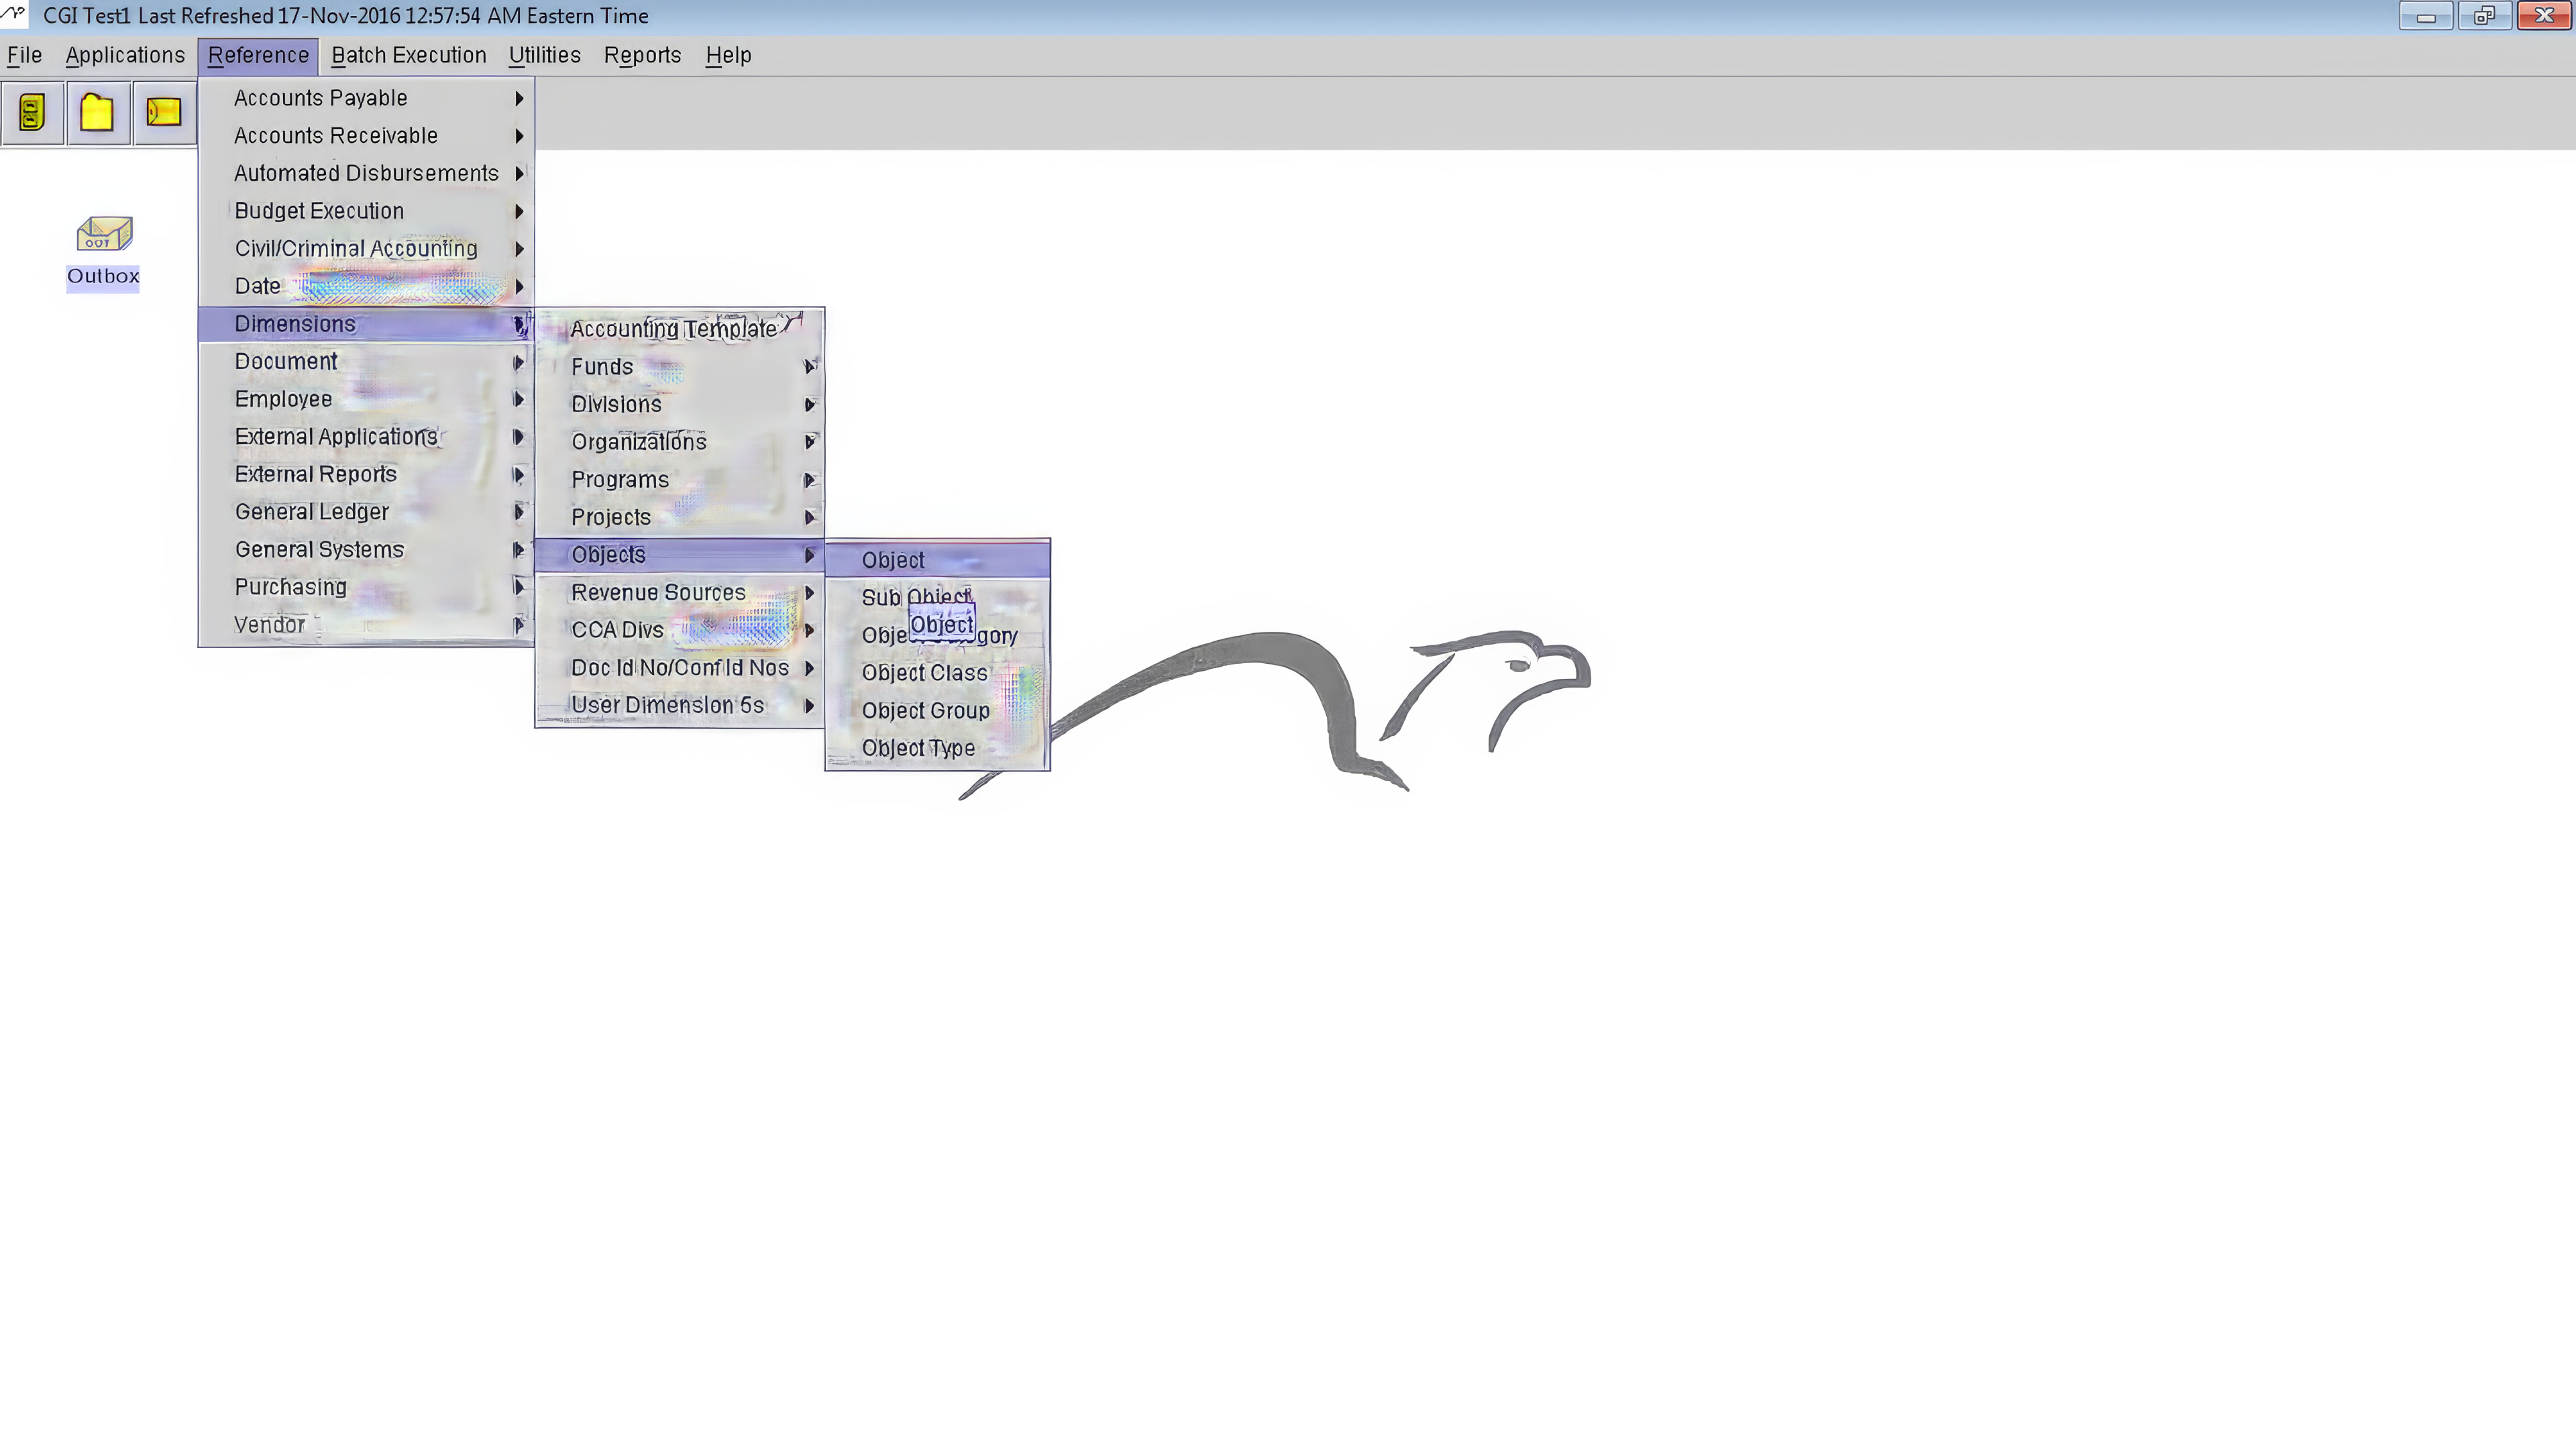 CGI Test1 Last Refreshed 17-Nov-2016 12:57:54 AM Eastern Time
File Applications Reference Batch Execution Utilities Reports Help
Accounts Payable
Accounts Receivable
Automated Disbursements
Budget Execution
Civil/Criminal Accounting
Date
Dimensions
Document
Employee
External Applications
External Reports
General Ledger
General Systems
Purchasing
Vendor
OUT
Outbox
Accounting Template
Funds
Divisions
Organizations
Programs
Projects
Objects
Revenue Sources
COA Divs
Doc Id No/Conf Id Nos
User Dimension 5s
Object
Sub Object
Object
Object Class
Object Group
Object Type